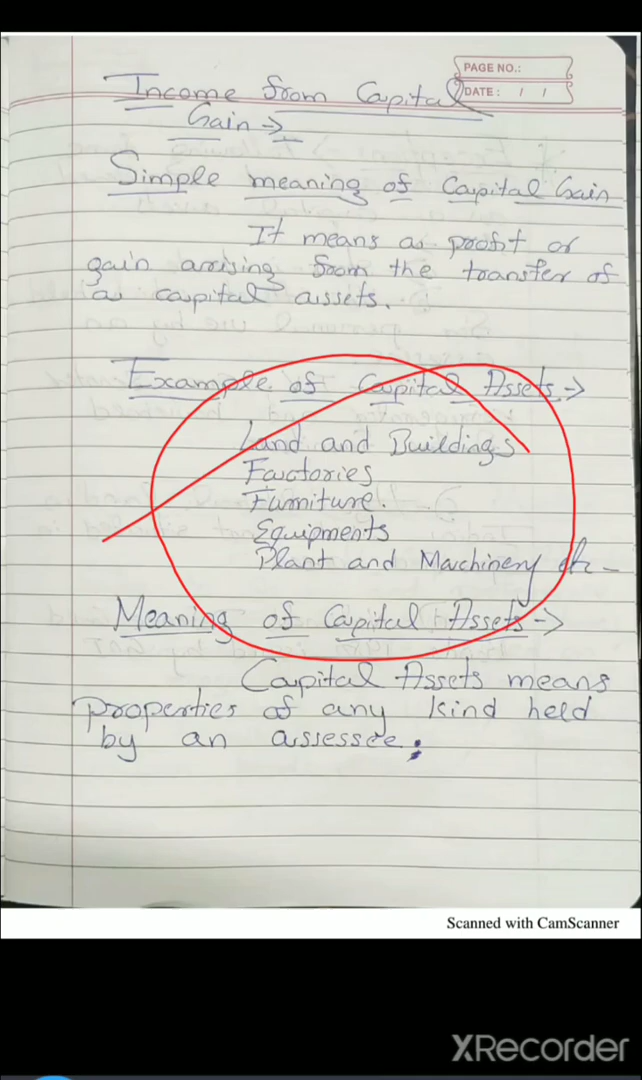 PAGE NO.:
DATE: / /
Income from Capital
Gain →
Simple meaning of Capital Gain
It means a profit or
gain arising from the transfer of
a capital assets.
Example of Capital Assets →
Land and Buildings
Factories
Furniture.
Equipments
Plant and Machinery etc -
Meaning of Capital Assets →
Capital Assets means
properties of any kind held
by an assessee:
Scanned with CamScanner
XRecorder